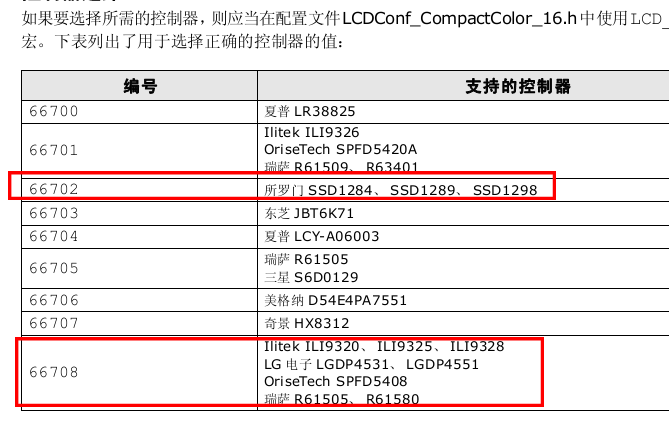 如果要选择所需的控制器，则应当在配置文件LCDConf_CompactColor_16.h 中使用LCD_
宏。下表列出了用于选择正确的控制器的值：
编号 支持的控制器
66700 夏普 LR38825
66701 Ilitek ILI9326
OriseTech SPFD5420A
瑞萨 R61509、 R63401
66702 所罗门 SSD1284、 SSD1289、 SSD1298
66703 东芝 JBT6K71
66704 夏普 LCY-A06003
66705 瑞萨 R61505
三星 S6D0129
66706 美格纳 D54E4PA7551
66707 奇景 HX8312
66708 Ilitek ILI9320、 ILI9325、 ILI9328
LG 电子 LGDP4531、 LGDP4551
OriseTech SPFD5408
瑞萨 R61505、 R61580